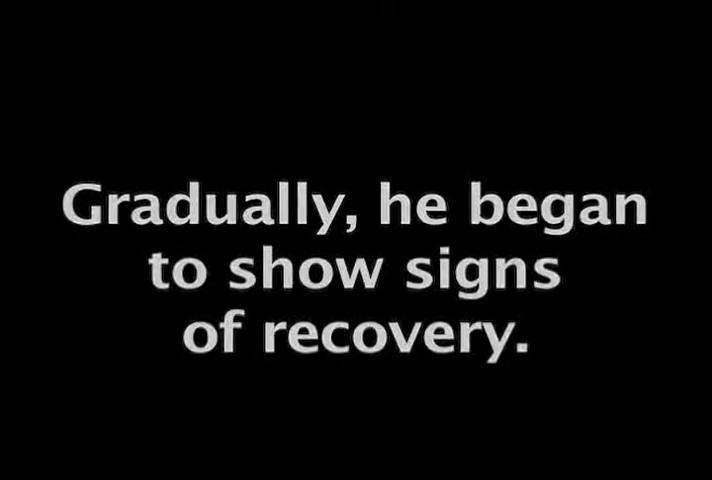 Gradually, he began
to show signs
of recovery.